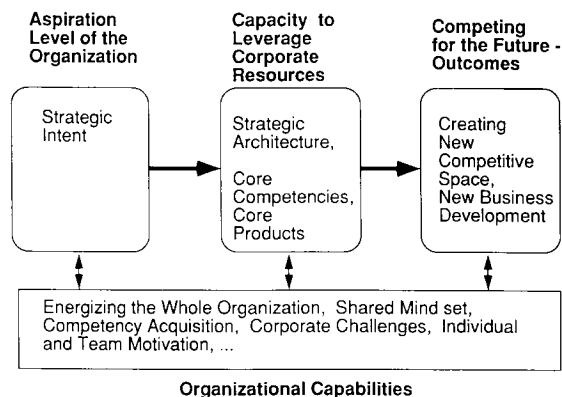 Aspiration
Level of the
Organization
Capacity to
Leverage
Corporate
Resources
Competing
for the Future -
Outcomes
Strategic
Intent
Strategic
Architecture,
Core
Competencies,
Core
Products
Creating
New
Competitive
Space,
New Business
Development
Energizing the Whole Organization, Shared Mind set,
Competency Acquisition, Corporate Challenges, Individual
and Team Motivation, ...
Organizational Capabilities